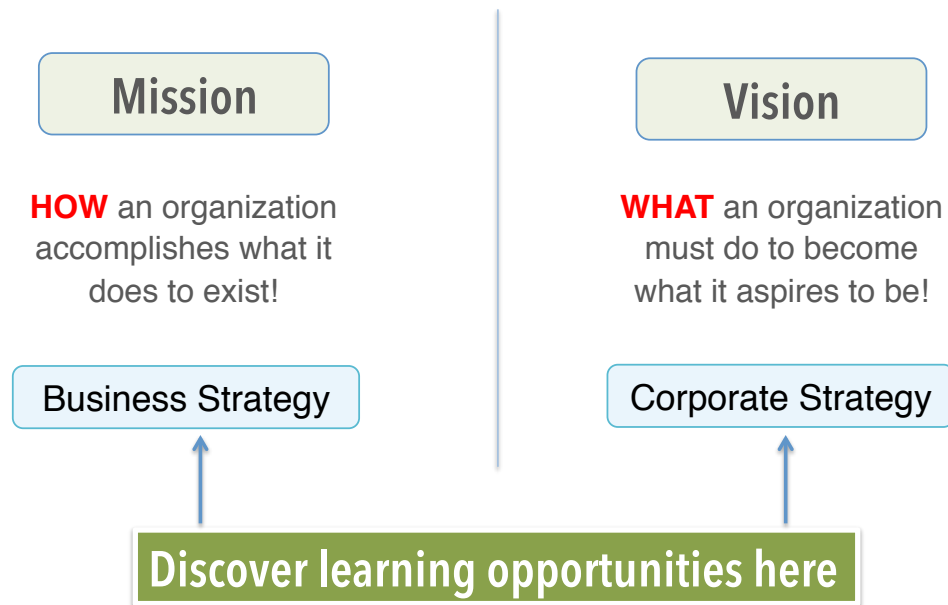 Mission
HOW an organization
accomplishes what it
does to exist!
Business Strategy
Vision
WHAT an organization
must do to become
what it aspires to be!
Corporate Strategy
Discover learning opportunities here